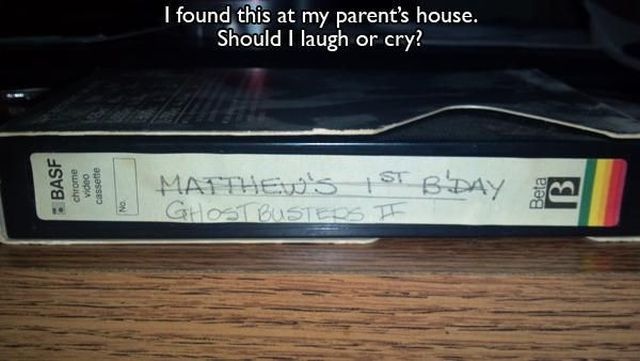 I found this at my parent's house.
Should I laugh or cry?
BASF
chrome
video
cassette
No.
MATTHEW'S 1ST B'DAY
GHOSTBUSTERS II
Beta
β